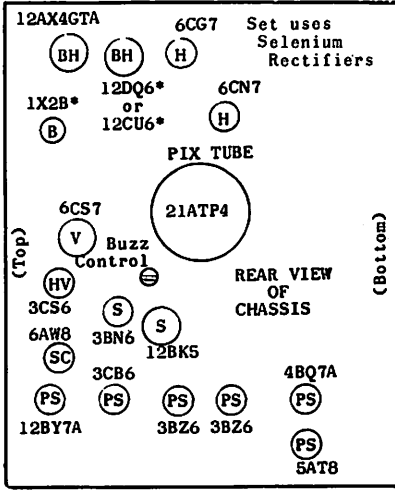 12AX4GTA
6CG7
Set uses
Selenium
Rectifiers
BH
BH
H
1X2B*
12DQ6*
or
12CU6*
6CN7
B
H
PIX TUBE
21ATP4
6CS7
V
Buzz
Control
(Top)
(Bottom)
REAR VIEW
OF
CHASSIS
HV
3CS6
S
3BN6
S
12BK5
6AW8
SC
3CB6
4BQ7A
PS
PS
PS
PS
PS
12BY7A
3BZ6
3BZ6
PS
5AT8